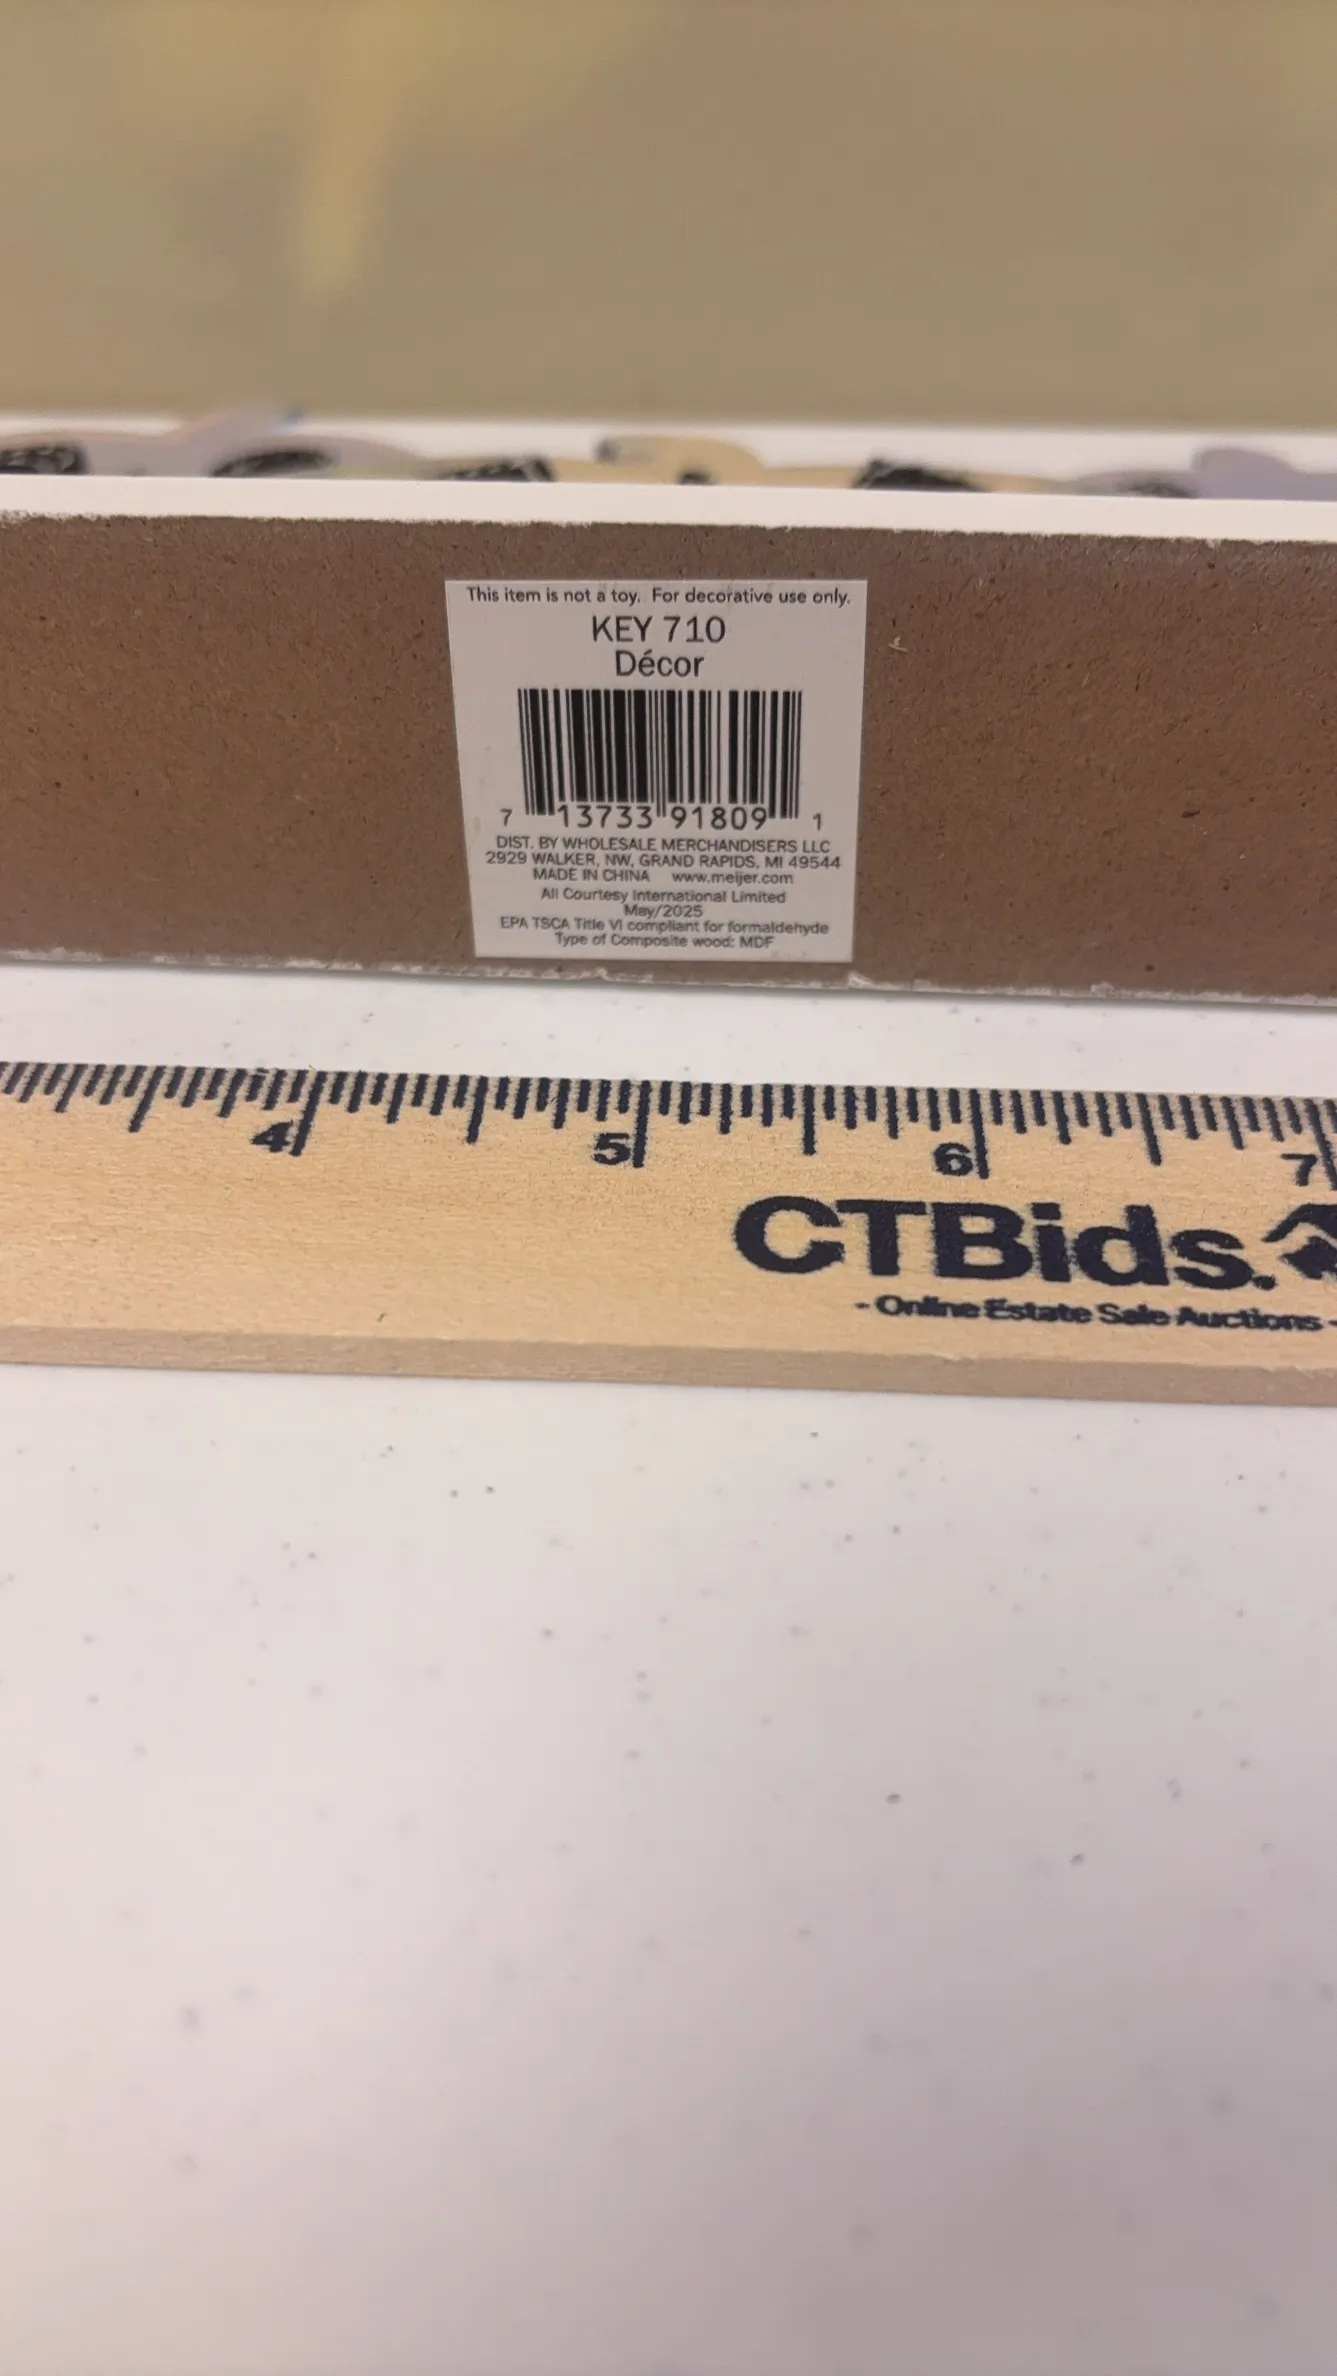 This item is not a toy. For decorative use only.
KEY 710
Décor
7 13733 91809 1
DIST. BY WHOLESALE MERCHANDISERS LLC
2929 WALKER, NW, GRAND RAPIDS, MI 49544
MADE IN CHINA www.meijer.com
All Courtesy International Limited
May/2025
EPA TSCA Title VI compliant for formaldehyde
Type of Composite wood: MDF
4 5 6 7
CTBids.
- Online Estate Sale Auctions -